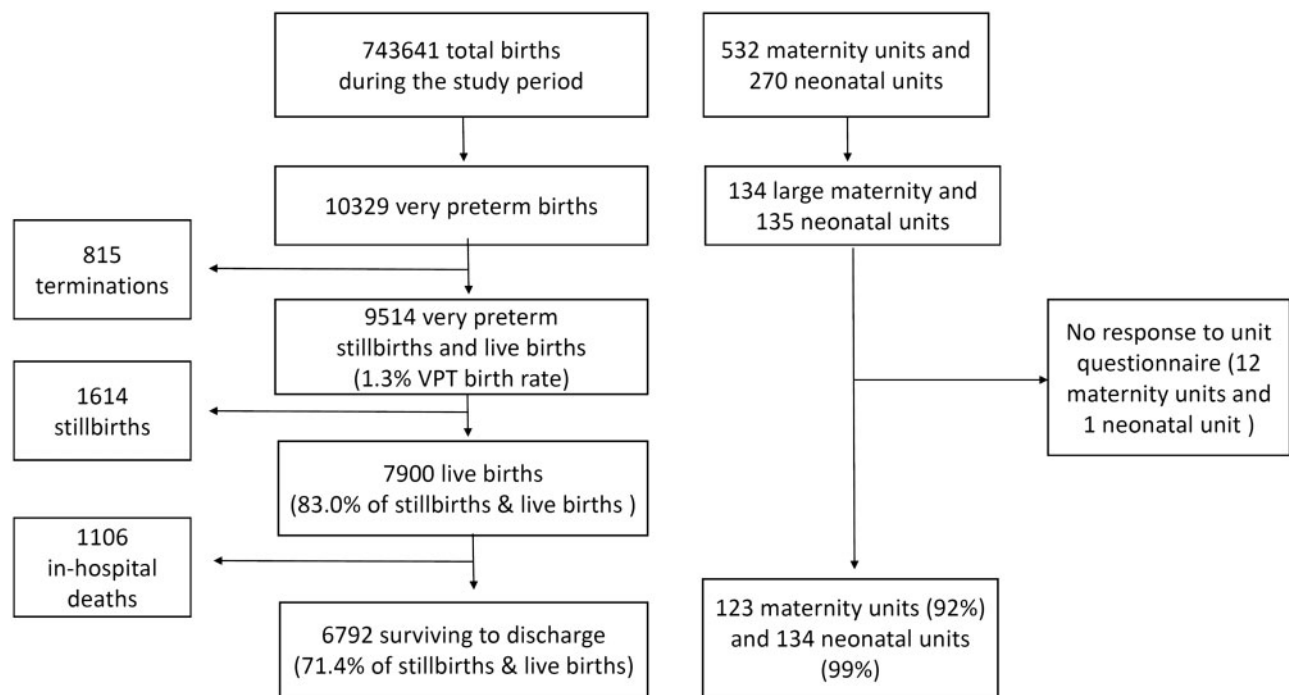 743641 total births
during the study period
10329 very preterm births
815
terminations
9514 very preterm
stillbirths and live births
(1.3% VPT birth rate)
1614
stillbirths
7900 live births
(83.0% of stillbirths & live births )
1106
in-hospital
deaths
6792 surviving to discharge
(71.4% of stillbirths & live births)
532 maternity units and
270 neonatal units
134 large maternity and
135 neonatal units
No response to unit
questionnaire (12
maternity units and
1 neonatal unit )
123 maternity units (92%)
and 134 neonatal units
(99%)